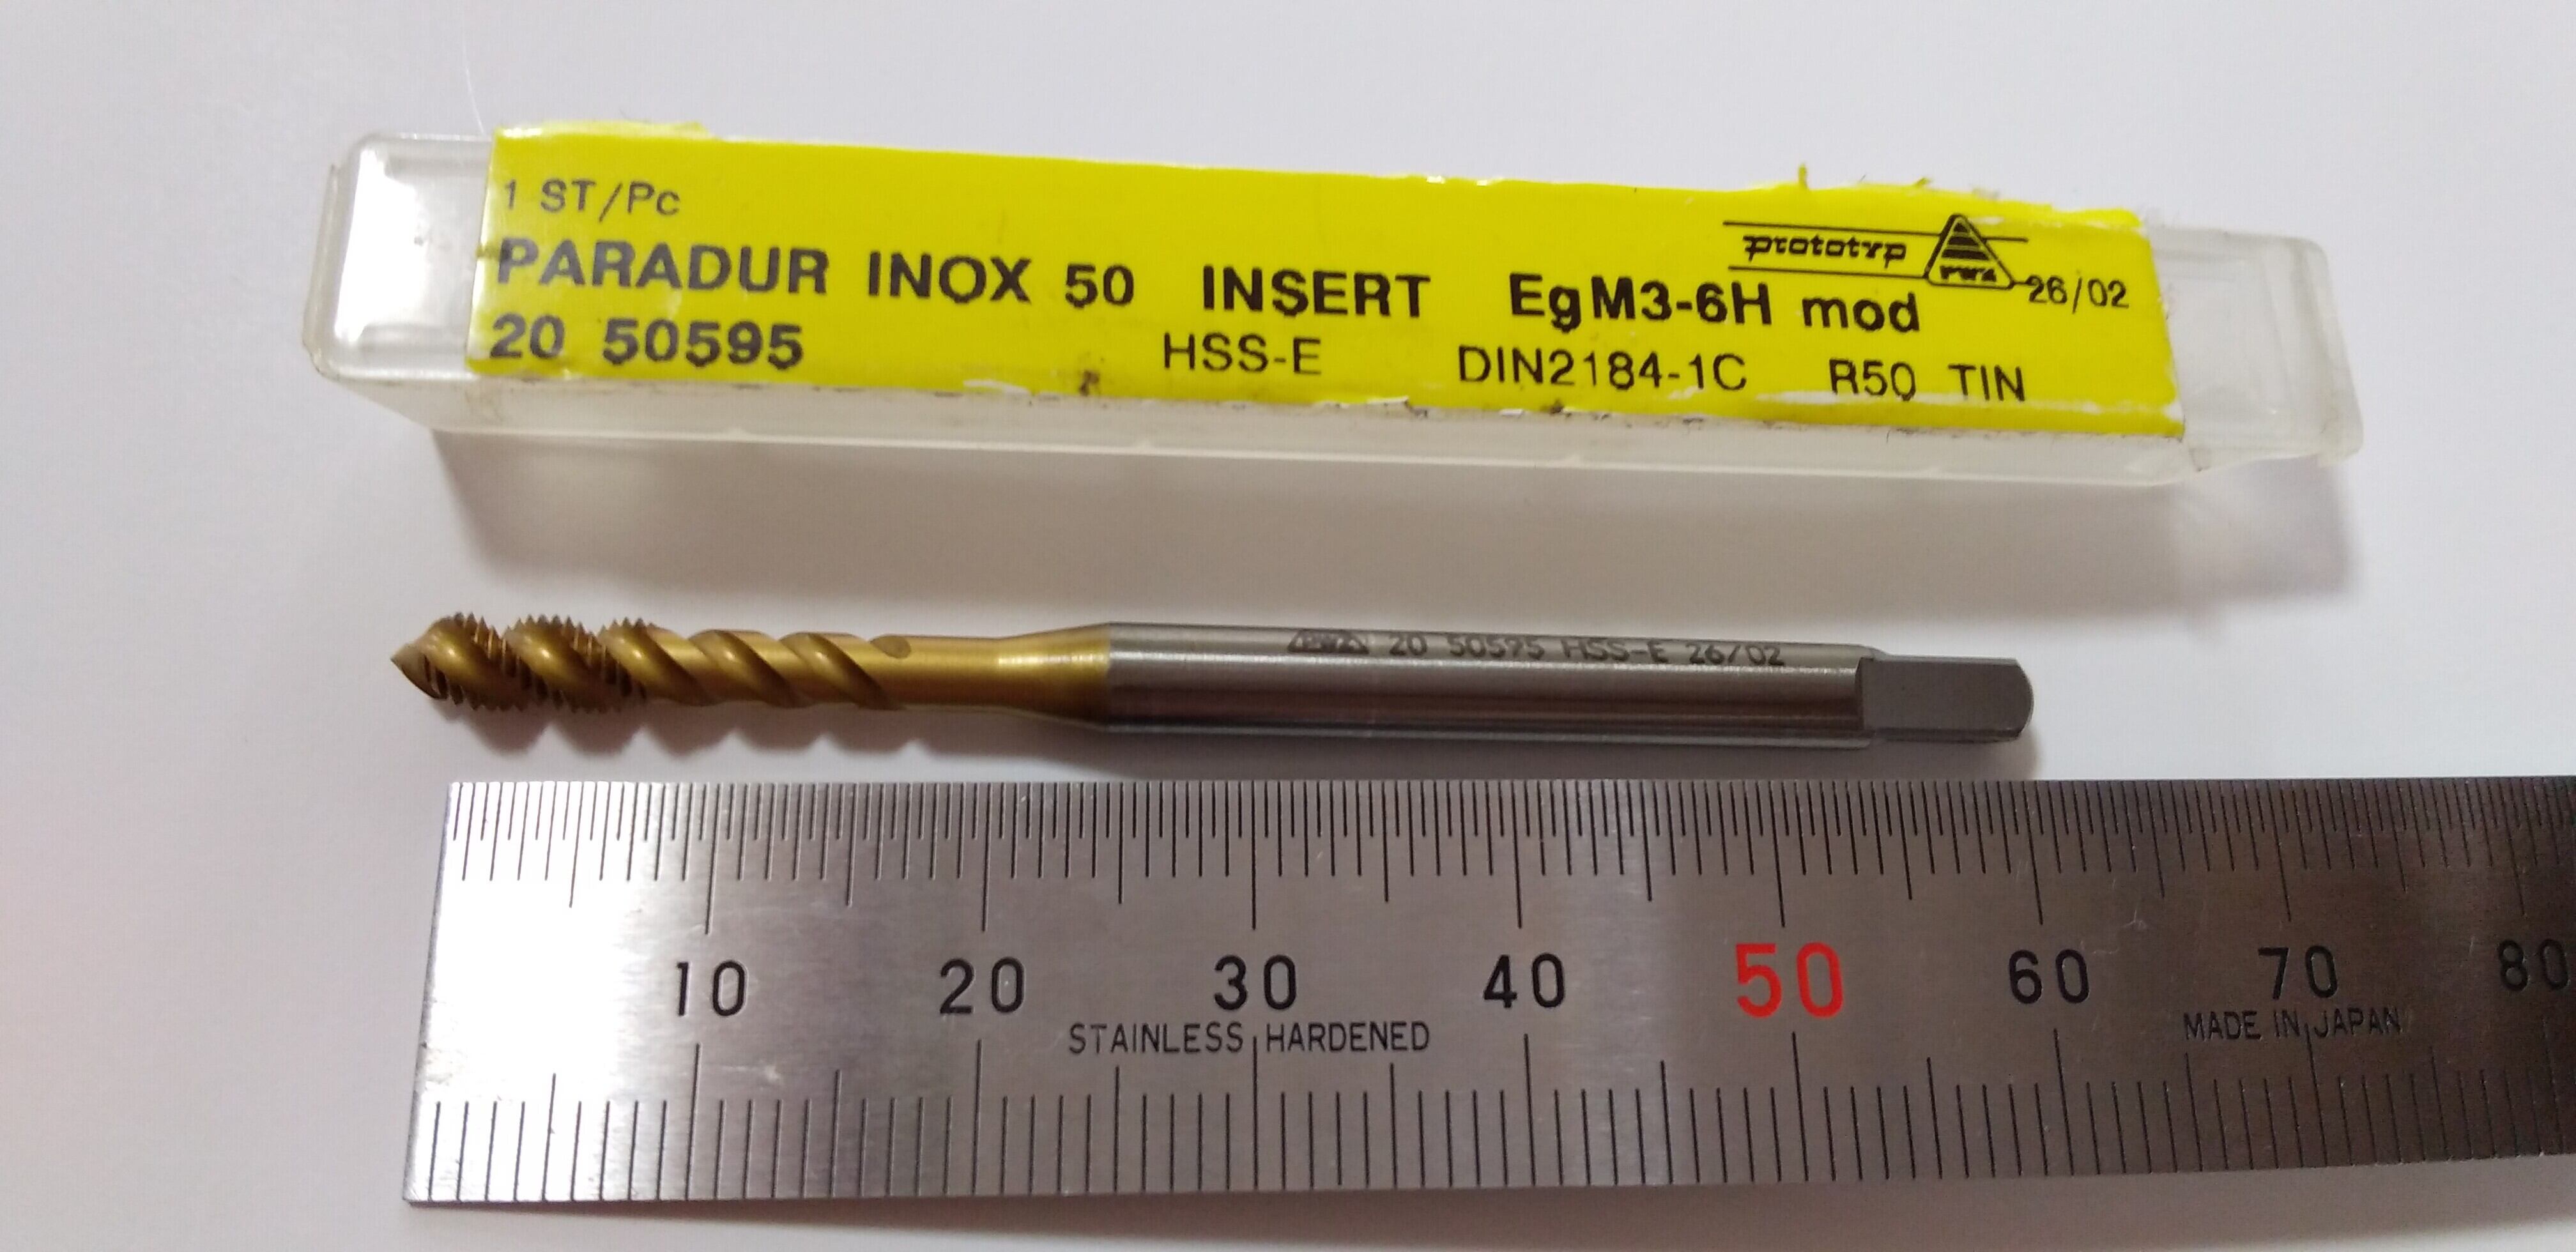 1 ST/Pc
prototyp
PWZ
26/02
PARADUR INOX 50 INSERT EgM3-6H mod
20 50595 HSS-E DIN2184-1C R50 TIN
20 50595 HSS-E 26/02
10 20 30 40 50 60 70 80
STAINLESS HARDENED MADE IN JAPAN